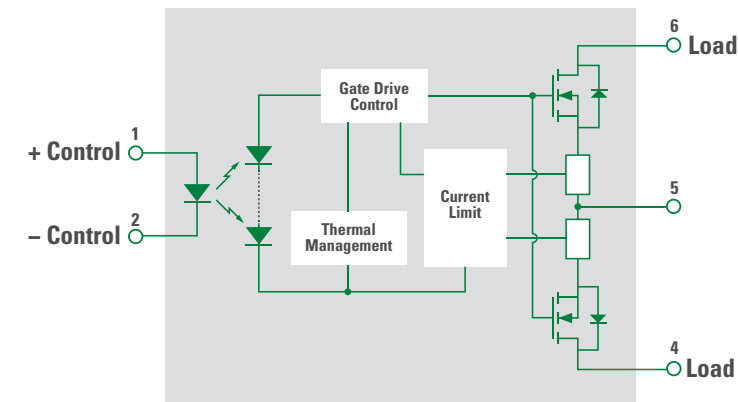 6
Load
Gate Drive
Control
1
+ Control
Current
Limit
5
2
– Control
Thermal
Management
4
Load